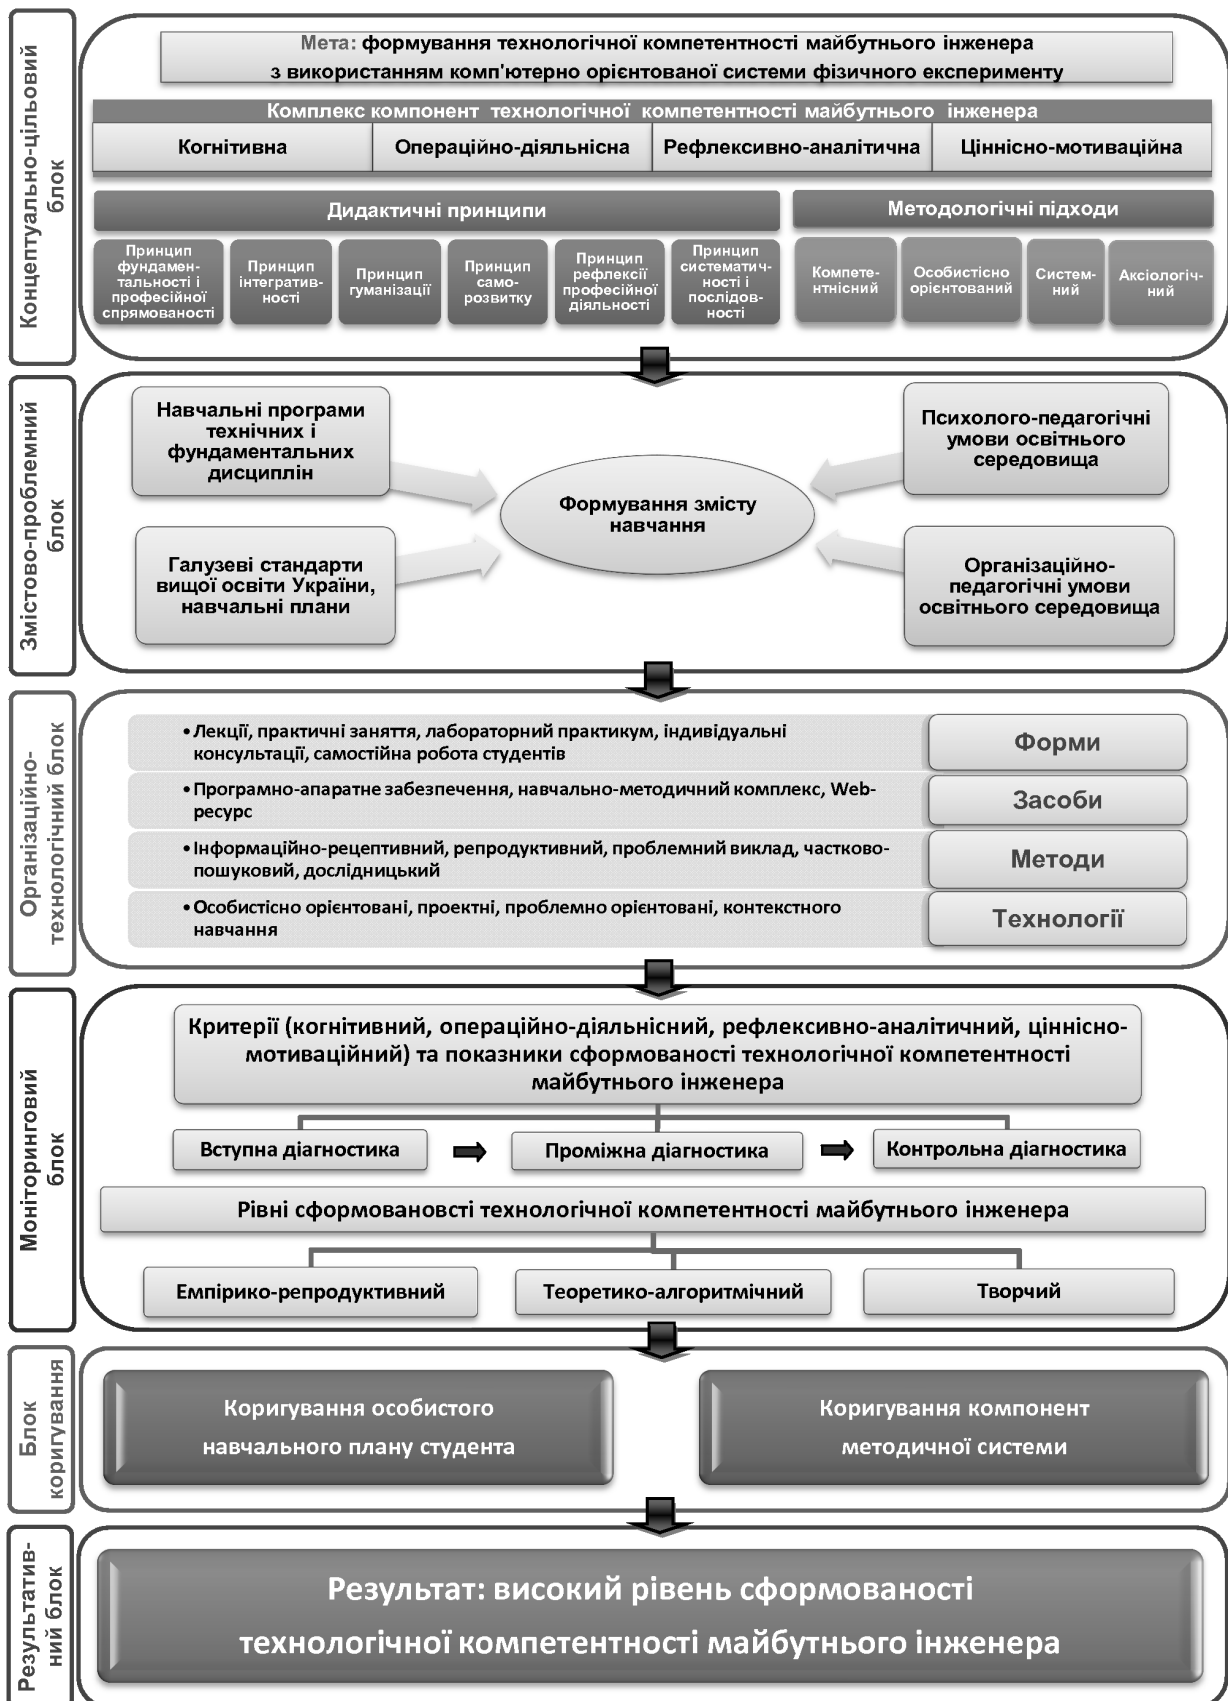 Концептуально-цільовий
блок
Мета: формування технологічної компетентності майбутнього інженера
з використанням комп'ютерно орієнтованої системи фізичного експерименту
Комплекс компонент технологічної компетентності майбутнього інженера
Когнітивна
Операційно-діяльнісна
Рефлексивно-аналітична
Ціннісно-мотиваційна
Дидактичні принципи
Методологічні підходи
Принцип
фундамен-
тальності і
професійної
спрямованості
Принцип
інтегратив-
ності
Принцип
гуманізації
Принцип
само-
розвитку
Принцип
рефлексії
професійної
діяльності
Принцип
систематич-
ності і
послідов-
ності
Компете-
нтнісний
Особистісно
орієнтований
Систем-
ний
Аксіологіч-
ний
Змістово-проблемний
блок
Навчальні програми
технічних і
фундаментальних
дисциплін
Психолого-педагогічні
умови освітнього
середовища
Формування змісту
навчання
Галузеві стандарти
вищої освіти України,
навчальні плани
Організаційно-
педагогічні умови
освітнього середовища
Організаційно-
технологічний блок
•Лекції, практичні заняття, лабораторний практикум, індивідуальні
консультації, самостійна робота студентів
Форми
•Програмно-апаратне забезпечення, навчально-методичний комплекс, Web-
ресурс
Засоби
•Інформаційно-рецептивний, репродуктивний, проблемний виклад, частково-
пошуковий, дослідницький
Методи
•Особистісно орієнтовані, проектні, проблемно орієнтовані, контекстного
навчання
Технології
Моніторинговий
блок
Критерії (когнітивний, операційно-діяльнісний, рефлексивно-аналітичний, ціннісно-
мотиваційний) та показники сформованості технологічної компетентності
майбутнього інженера
Вступна діагностика
Проміжна діагностика
Контрольна діагностика
Рівні сформовановсті технологічної компетентності майбутнього інженера
Емпірико-репродуктивний
Теоретико-алгоритмічний
Творчий
Блок
коригування
Коригування особистого
навчального плану студента
Коригування компонент
методичної системи
Результатив-
ний блок
Результат: високий рівень сформованості
технологічної компетентності майбутнього інженера